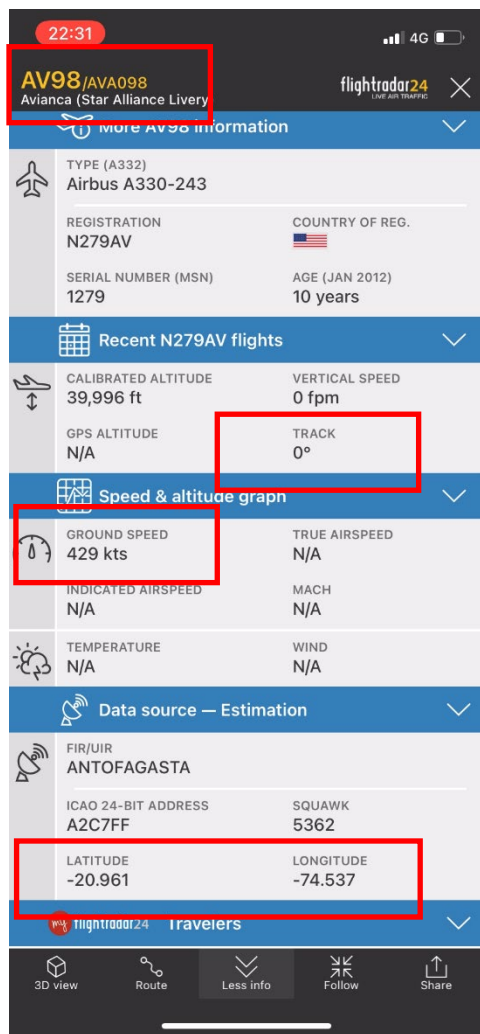 22:31
4G
AV98/AVA098
Avianca (Star Alliance Livery
flightradar24
LIVE AIR TRAFFIC
More AV98 information
TYPE (A332)
Airbus A330-243
REGISTRATION COUNTRY OF REG.
N279AV
SERIAL NUMBER (MSN) AGE (JAN 2012)
1279 10 years
Recent N279AV flights
CALIBRATED ALTITUDE VERTICAL SPEED
39,996 ft 0 fpm
GPS ALTITUDE TRACK
N/A 0°
Speed & altitude graph
GROUND SPEED TRUE AIRSPEED
429 kts N/A
INDICATED AIRSPEED MACH
N/A N/A
TEMPERATURE WIND
N/A N/A
Data source — Estimation
FIR/UIR
ANTOFAGASTA
ICAO 24-BIT ADDRESS SQUAWK
A2C7FF 5362
LATITUDE LONGITUDE
-20.961 -74.537
my flightradar24 Travelers
3D view Route Less info Follow Share